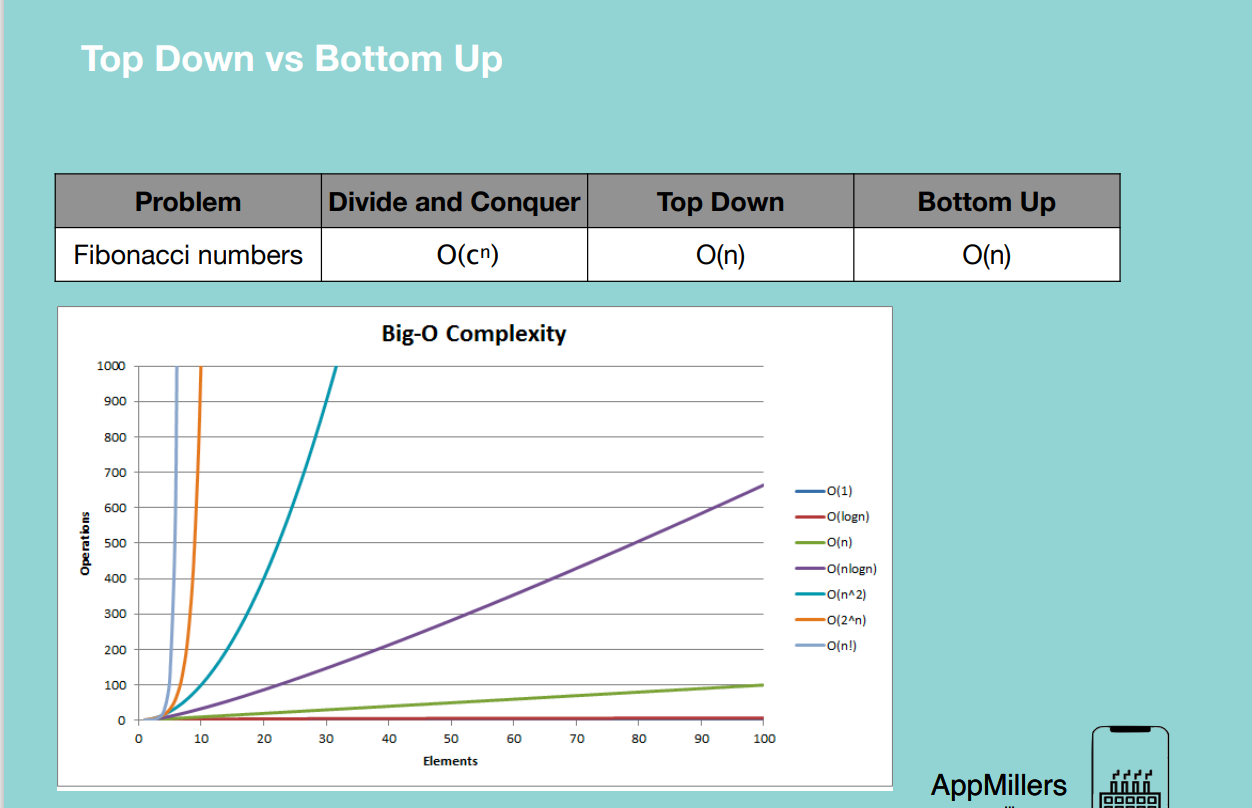 Top Down vs Bottom Up
Problem Divide and Conquer Top Down Bottom Up
Fibonacci numbers O(cⁿ) O(n) O(n)
Big-O Complexity
1000
900
800
700
600
500
400
300
200
100
0
Operations
0 10 20 30 40 50 60 70 80 90 100
Elements
O(1)
O(logn)
O(n)
O(nlogn)
O(n^2)
O(2^n)
O(n!)
AppMillers